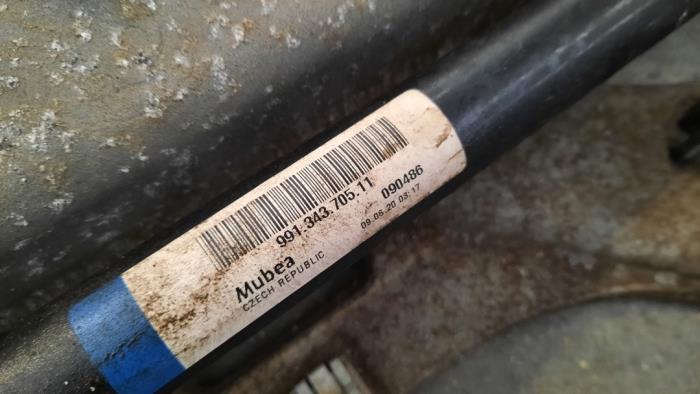 991.343.705.11
090486
Mubea
09.06.20 03:17
CZECH REPUBLIC